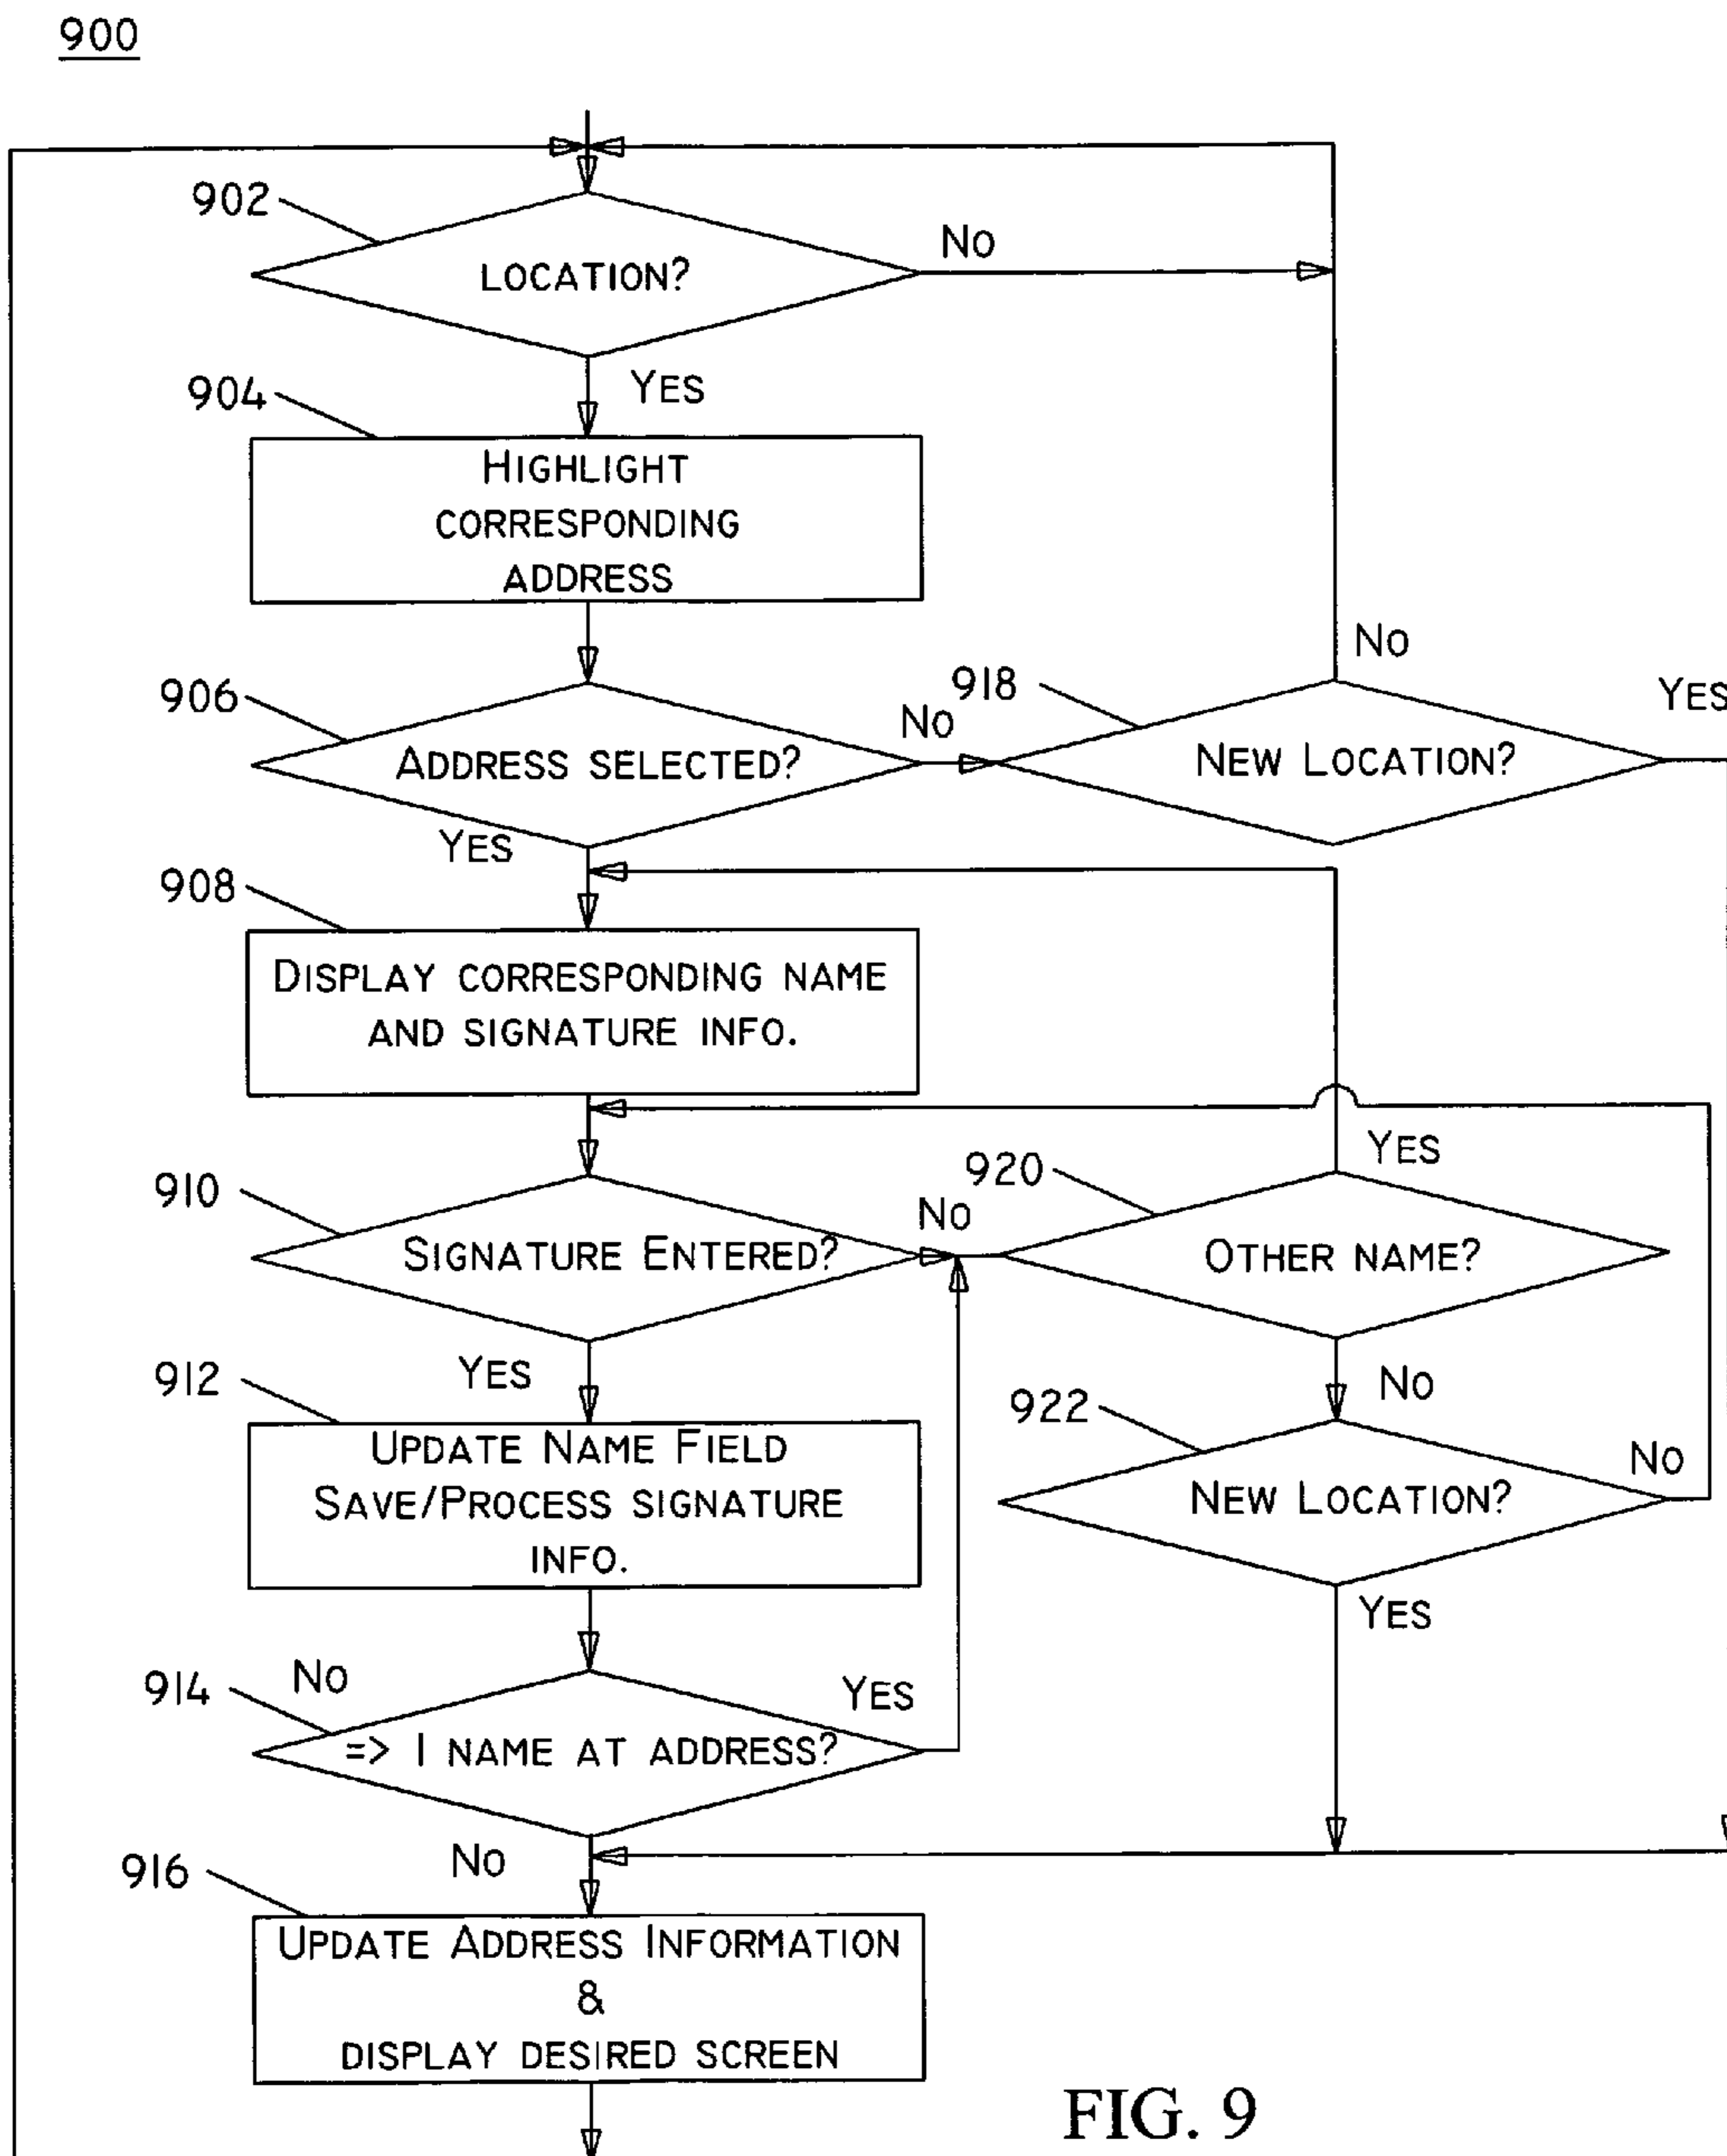 900
902
LOCATION?
NO
YES
904
HIGHLIGHT
CORRESPONDING
ADDRESS
NO
906
918
YES
NO
ADDRESS SELECTED?
NEW LOCATION?
YES
908
DISPLAY CORRESPONDING NAME
AND SIGNATURE INFO.
YES
920
910
NO
SIGNATURE ENTERED?
OTHER NAME?
YES
912
NO
922
UPDATE NAME FIELD
SAVE/PROCESS SIGNATURE
INFO.
NO
NEW LOCATION?
YES
NO
914
YES
=> 1 NAME AT ADDRESS?
NO
916
UPDATE ADDRESS INFORMATION
&
DISPLAY DESIRED SCREEN
FIG. 9